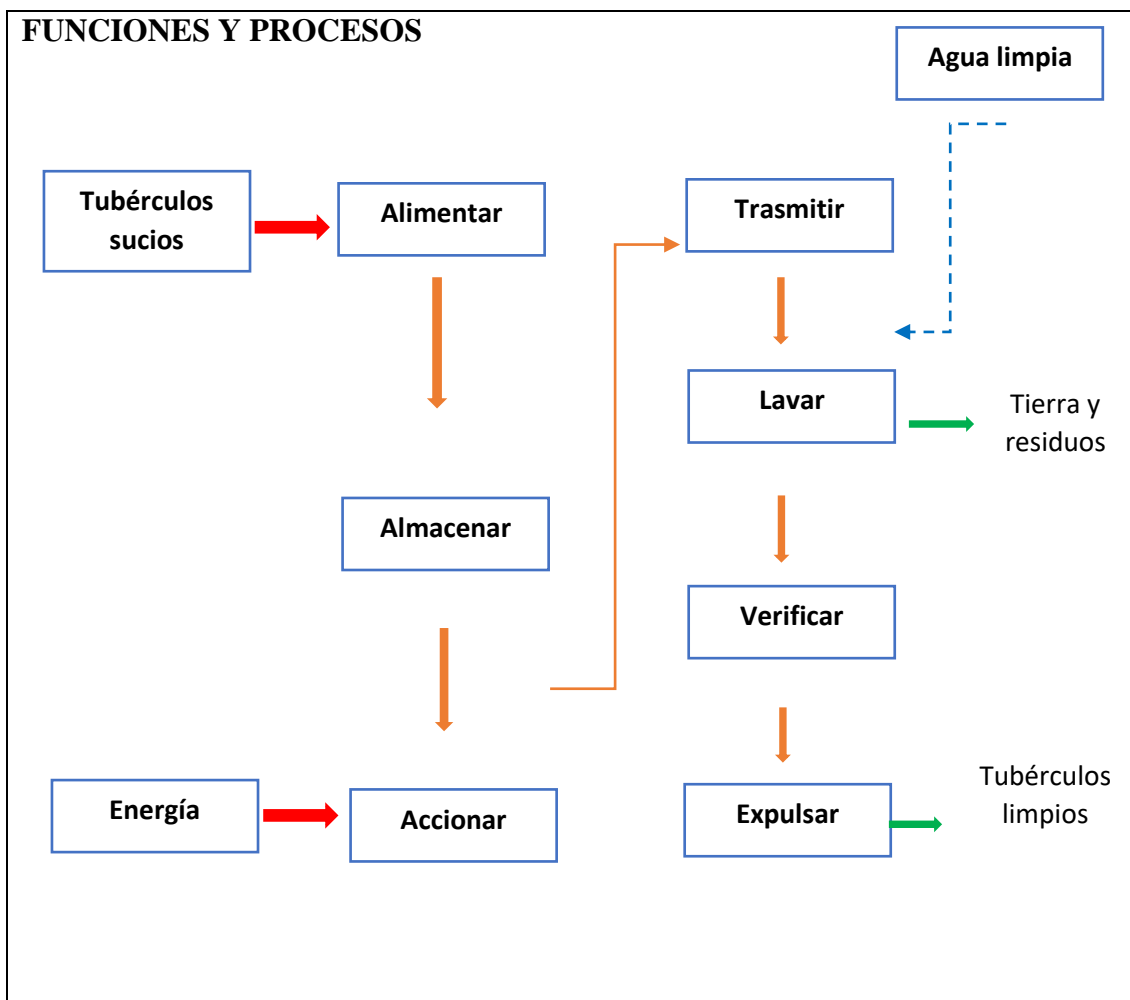 FUNCIONES Y PROCESOS
Agua limpia
Tubérculos
sucios
Alimentar
Trasmitir
Lavar
Tierra y
residuos
Almacenar
Verificar
Energía
Accionar
Expulsar
Tubérculos
limpios